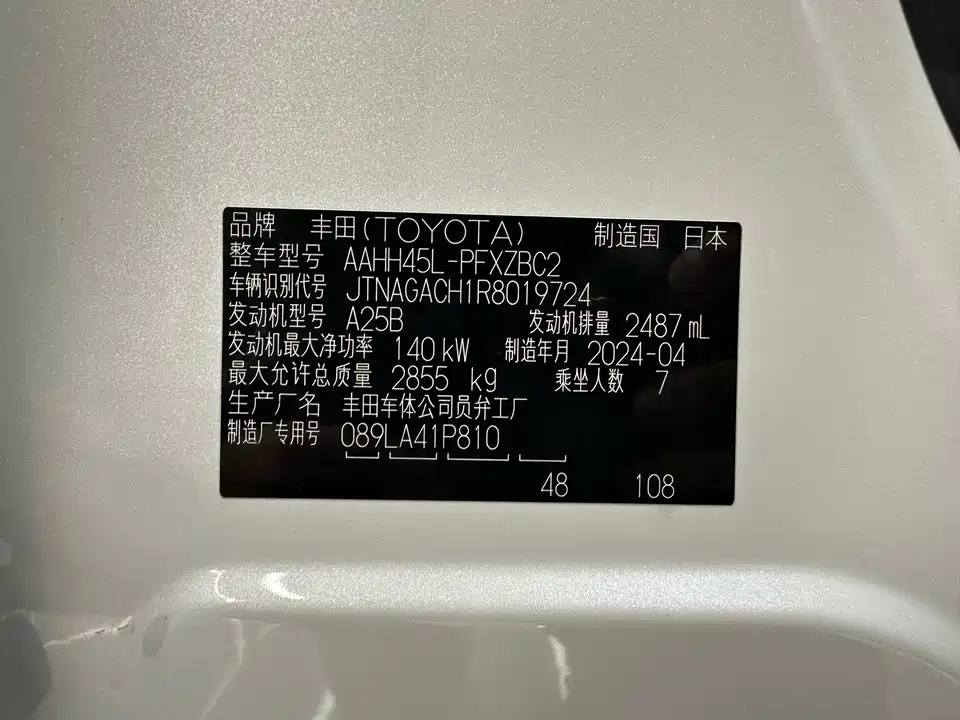 品牌 丰田(TOYOTA) 制造国 日本
整车型号 AAHH45L-PFXZBC2
车辆识别代号 JTNAGACH1R8019724
发动机型号 A25B 发动机排量 2487 mL
发动机最大净功率 140 kW 制造年月 2024-04
最大允许总质量 2855 kg 乘坐人数 7
生产厂名 丰田车体公司员弁工厂
制造厂专用号 089LA41P810
48 108